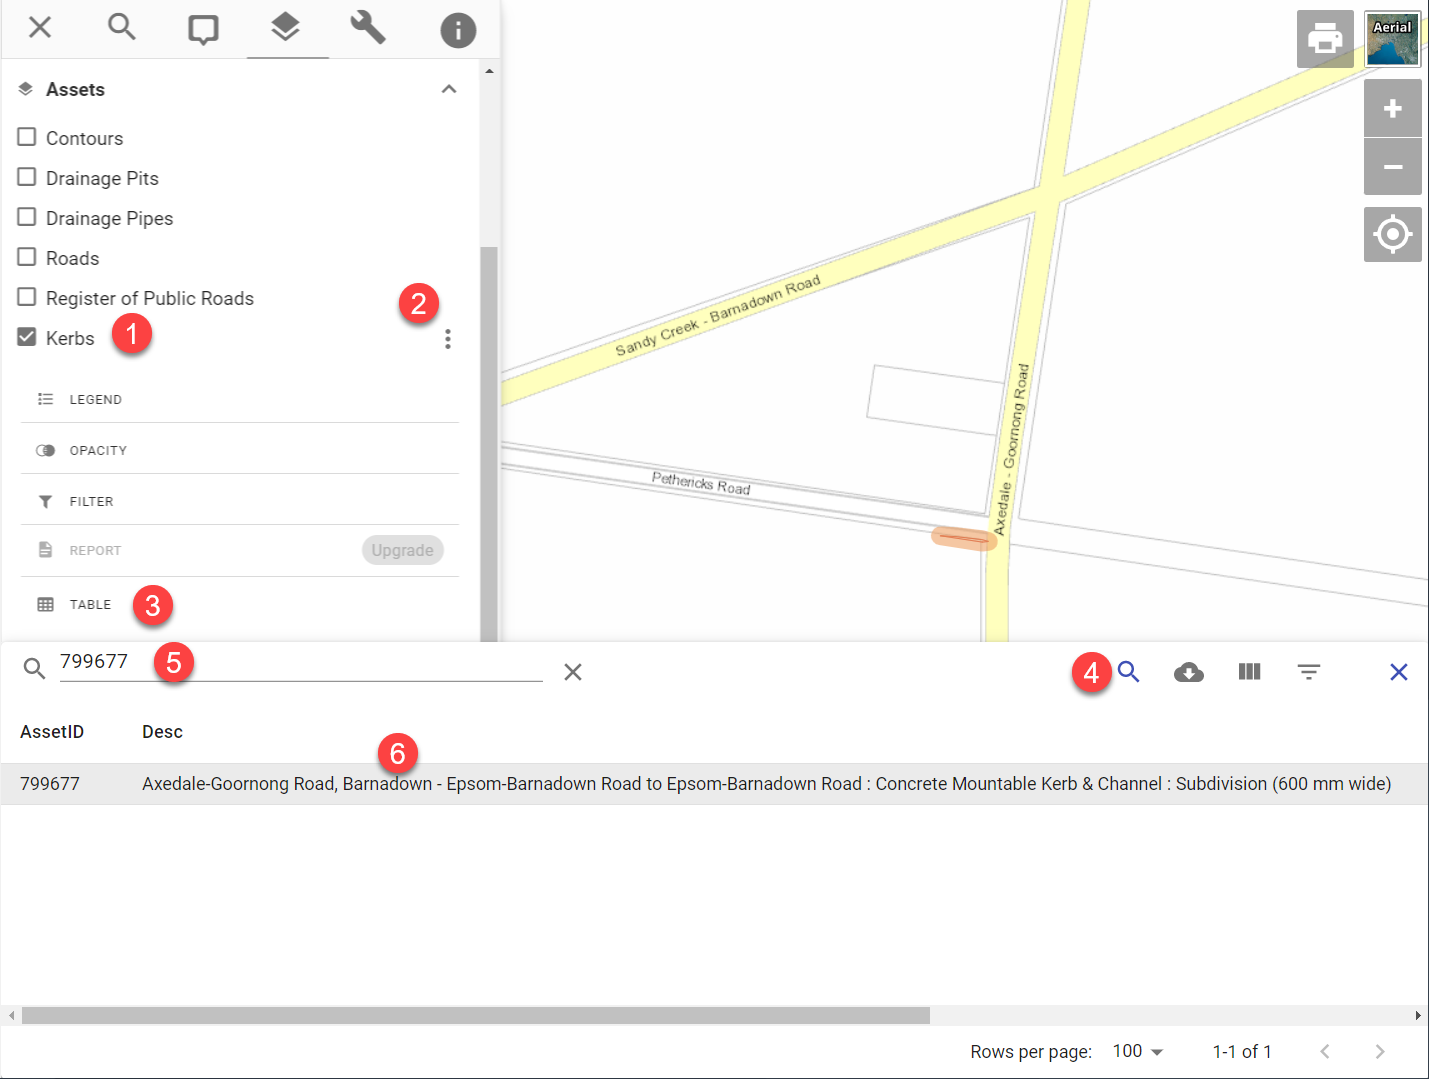 Assets
Contours
Drainage Pits
Drainage Pipes
Roads
Register of Public Roads
2
Kerbs
1
LEGEND
OPACITY
FILTER
REPORT
Upgrade
TABLE
3
Aerial
Sandy Creek - Barnadown Road
Axedale - Goornong Road
Pethericks Road
799677
5
4
AssetID Desc
6
799677 Axedale-Goornong Road, Barnadown - Epsom-Barnadown Road to Epsom-Barnadown Road : Concrete Mountable Kerb & Channel : Subdivision (600 mm wide)
Rows per page: 100 1-1 of 1